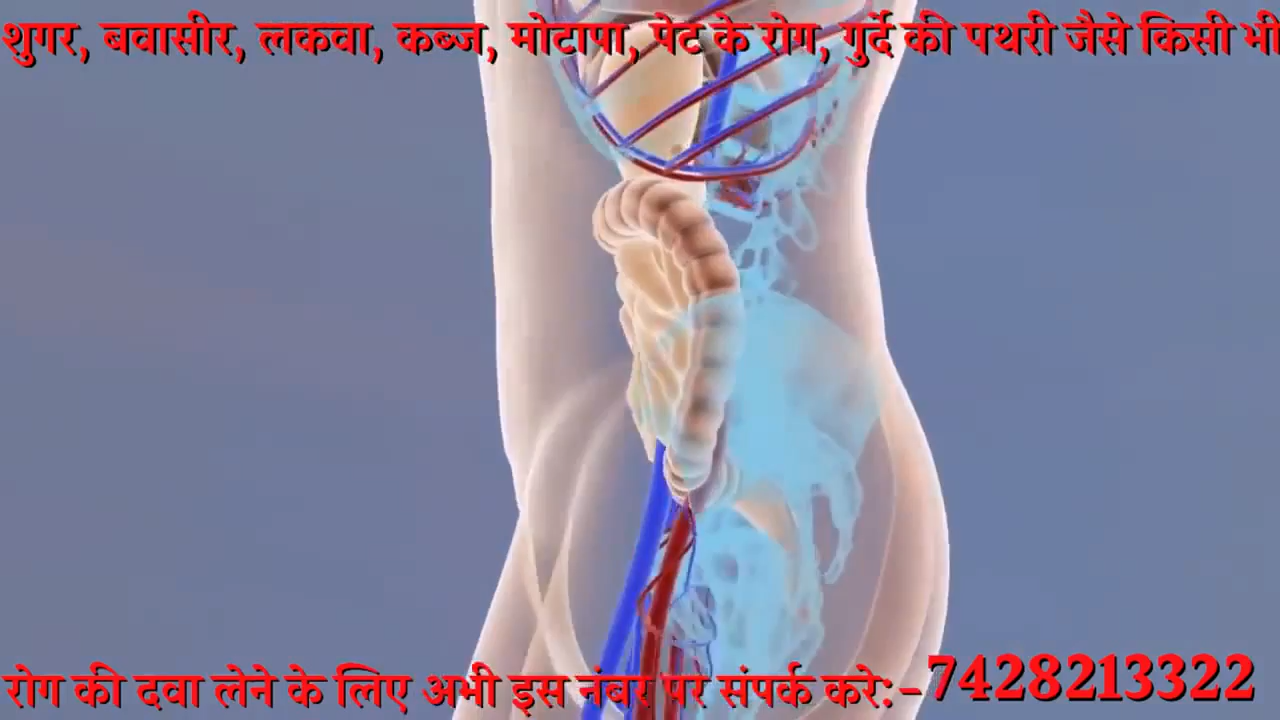 शुगर, बवासीर, लकवा, कब्ज, मोटापा, पेट के रोग, गुर्दे की पथरी जैसे किसी भी
रोग की दवा लेने के लिए अभी इस नंबर पर संपर्क करे:-7428213322